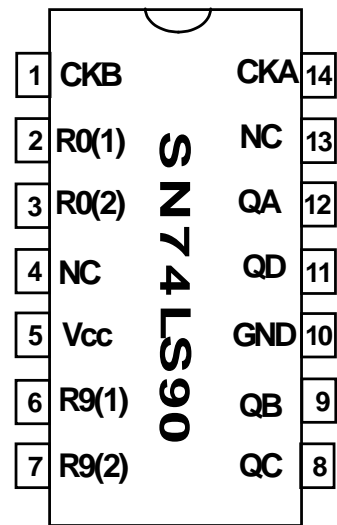 1 CKB CKA 14
2 R0(1) NC 13
3 R0(2) QA 12
4 NC QD 11
5 Vcc GND 10
6 R9(1) QB 9
7 R9(2) QC 8
SN74LS90